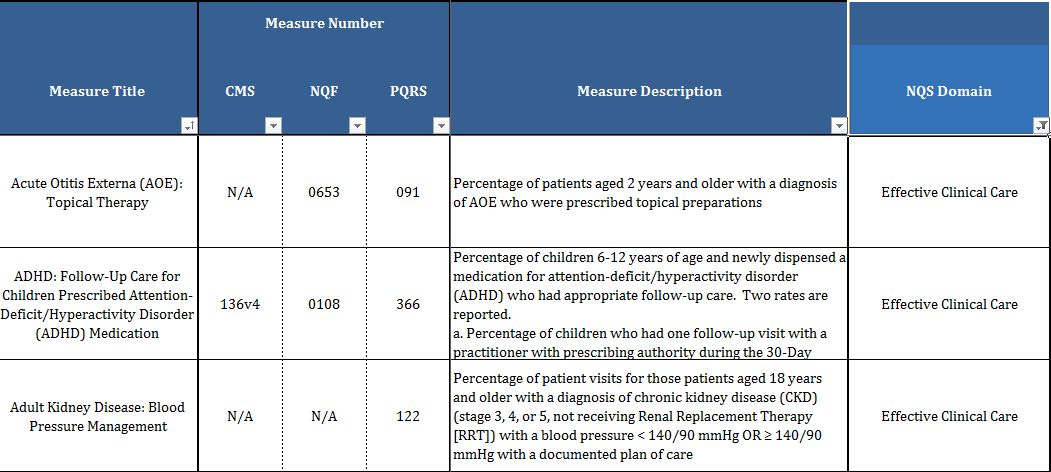 Measure Number
Measure Title
CMS
NQF
PQRS
Measure Description
NQS Domain
Acute Otitis Externa (AOE):
Topical Therapy
N/A
0653
091
Percentage of patients aged 2 years and older with a diagnosis
of AOE who were prescribed topical preparations
Effective Clinical Care
ADHD: Follow-Up Care for
Children Prescribed Attention-
Deficit/Hyperactivity Disorder
(ADHD) Medication
136v4
0108
366
Percentage of children 6-12 years of age and newly dispensed a
medication for attention-deficit/hyperactivity disorder
(ADHD) who had appropriate follow-up care.  Two rates are
reported.
a. Percentage of children who had one follow-up visit with a
practitioner with prescribing authority during the 30-Day
Effective Clinical Care
Adult Kidney Disease: Blood
Pressure Management
N/A
N/A
122
Percentage of patient visits for those patients aged 18 years
and older with a diagnosis of chronic kidney disease (CKD)
(stage 3, 4, or 5, not receiving Renal Replacement Therapy
[RRT]) with a blood pressure < 140/90 mmHg OR ≥ 140/90
mmHg with a documented plan of care
Effective Clinical Care